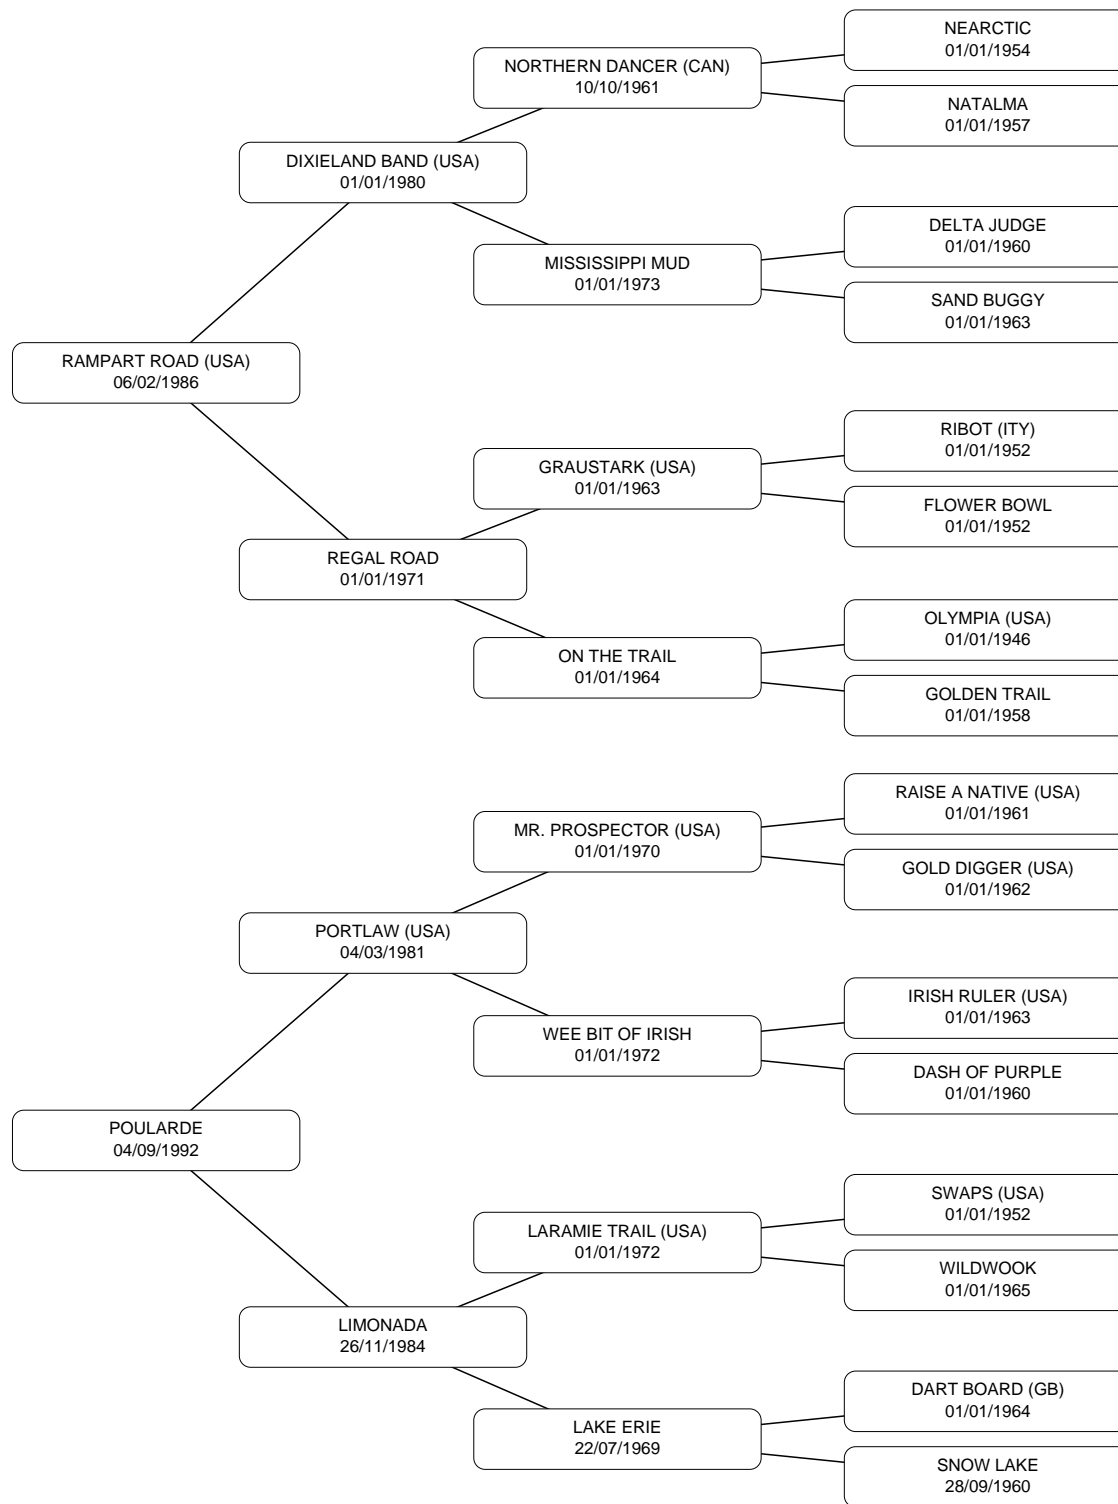 NEARCTIC
01/01/1954
NORTHERN DANCER (CAN)
10/10/1961
NATALMA
01/01/1957
DIXIELAND BAND (USA)
01/01/1980
DELTA JUDGE
01/01/1960
MISSISSIPPI MUD
01/01/1973
SAND BUGGY
01/01/1963
RAMPART ROAD (USA)
06/02/1986
RIBOT (ITY)
01/01/1952
GRAUSTARK (USA)
01/01/1963
FLOWER BOWL
01/01/1952
REGAL ROAD
01/01/1971
OLYMPIA (USA)
01/01/1946
ON THE TRAIL
01/01/1964
GOLDEN TRAIL
01/01/1958
RAISE A NATIVE (USA)
01/01/1961
MR. PROSPECTOR (USA)
01/01/1970
GOLD DIGGER (USA)
01/01/1962
PORTLAW (USA)
04/03/1981
IRISH RULER (USA)
01/01/1963
WEE BIT OF IRISH
01/01/1972
DASH OF PURPLE
01/01/1960
POULARDE
04/09/1992
SWAPS (USA)
01/01/1952
LARAMIE TRAIL (USA)
01/01/1972
WILDWOOK
01/01/1965
LIMONADA
26/11/1984
DART BOARD (GB)
01/01/1964
LAKE ERIE
22/07/1969
SNOW LAKE
28/09/1960